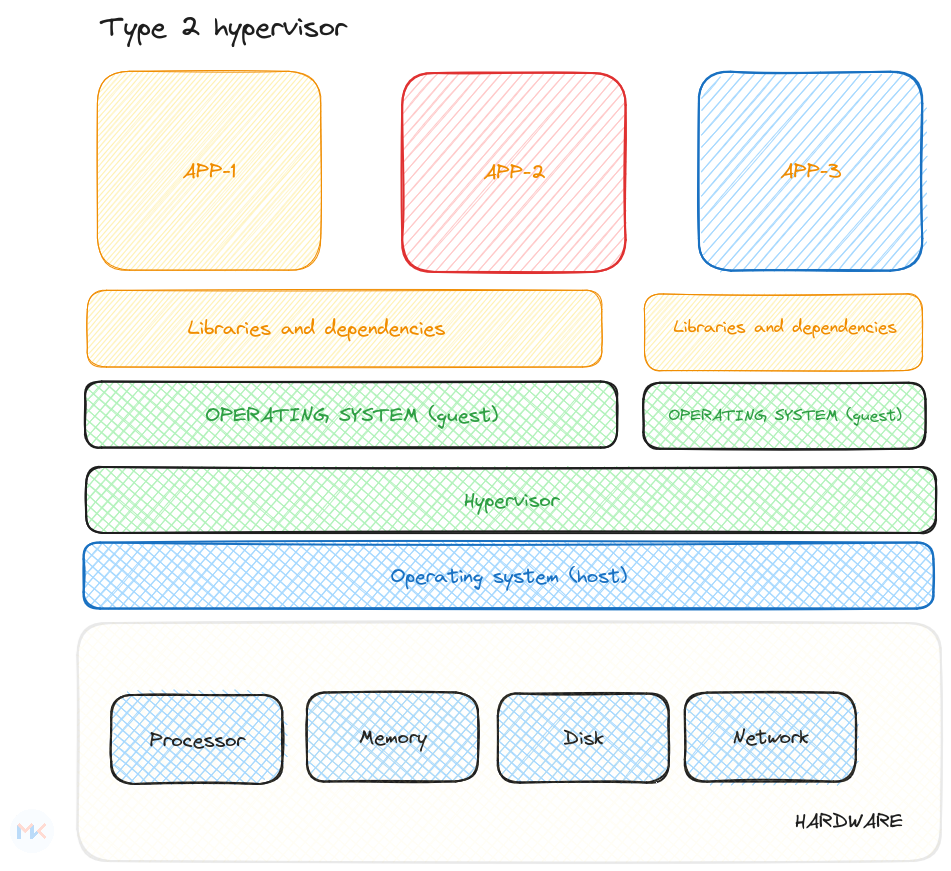 Type 2 hypervisor
APP-1
APP-2
APP-3
Libraries and dependencies
Libraries and dependencies
OPERATING SYSTEM (guest)
OPERATING SYSTEM (guest)
Hypervisor
Operating system (host)
Processor
Memory
Disk
Network
HARDWARE
MK